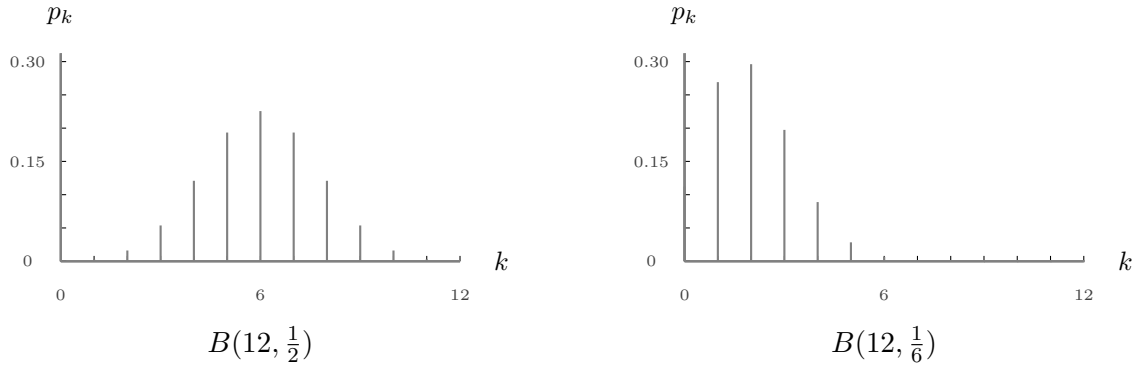 p_k p_k
0.30 0.30
0.15 0.15
0 k 0 k
0 6 12 0 6 12
B(12, 1/2) B(12, 1/6)